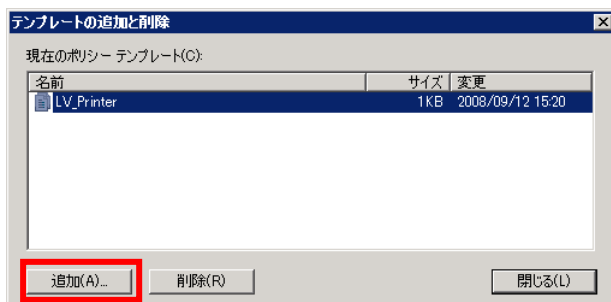 テンプレートの追加と削除
現在のポリシー テンプレート(C):
名前 サイズ 変更
LV_Printer 1KB 2008/09/12 15:20
追加(A)... 削除(R) 閉じる(L)